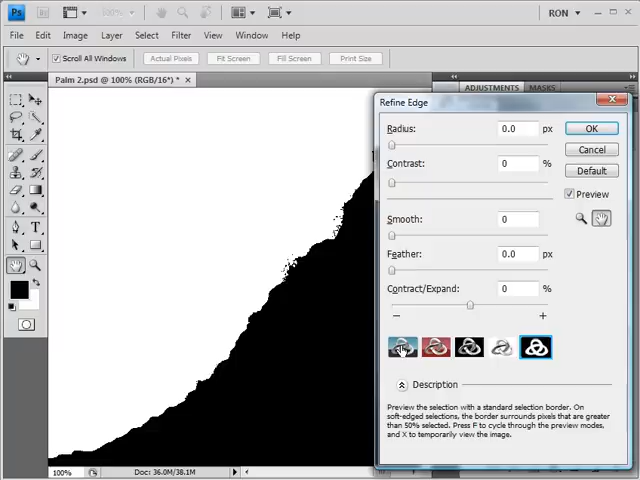 Ps Br Mb 100% RON
File Edit Image Layer Select Filter View Window Help
Scroll All Windows Actual Pixels Fit Screen Fill Screen Print Size
Palm 2.psd @ 100% (RGB/16*) * ×
ADJUSTMENTS MASKS
Refine Edge
Radius: 0.0 px
OK
Contrast: 0 %
Cancel
Default
Preview
Smooth: 0
Feather: 0.0 px
Contract/Expand: 0 %
Description
Preview the selection with a standard selection border. On
soft-edged selections, the border surrounds pixels that are greater
than 50% selected. Press F to cycle through the preview modes,
and X to temporarily view the image.
100% Doc: 36.0M/38.1M